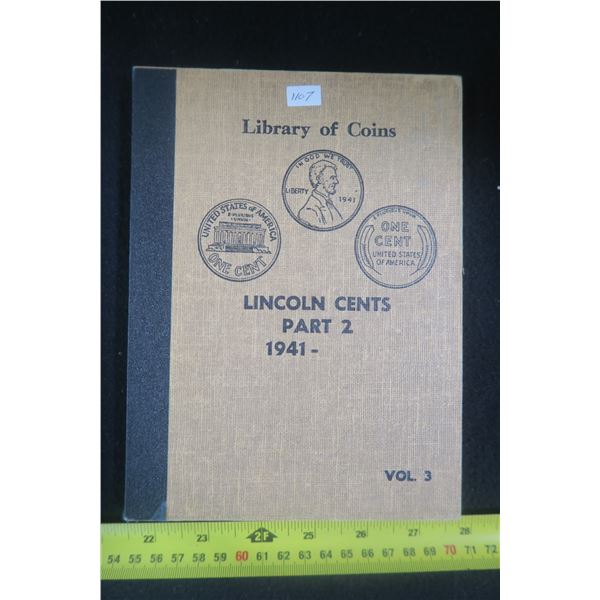 1107
Library of Coins
IN GOD WE TRUST
LIBERTY
1941
UNITED STATES OF AMERICA
E·PLURIBUS
UNUM
ONE CENT
E PLURIBUS UNUM
ONE
CENT
UNITED STATES
OF AMERICA
LINCOLN CENTS
PART 2
1941-
VOL. 3
22 23 2F 25 26 27 28
54 55 56 57 58 59 60 61 62 63 64 65 66 67 68 69 70 71 72